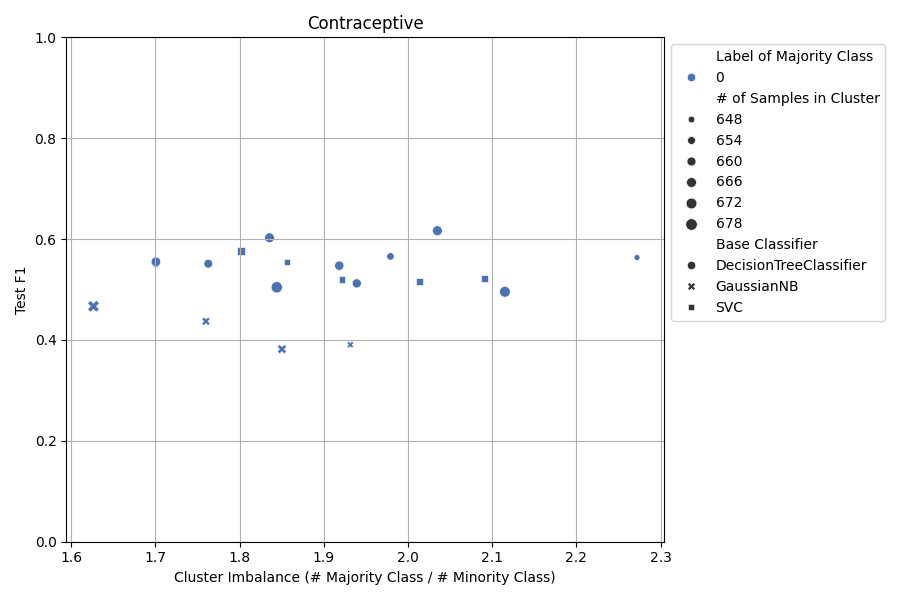 Contraceptive
1.0
0.8
0.6
0.4
0.2
0.0
Test F1
1.6
1.7
1.8
1.9
2.0
2.1
2.2
2.3
Cluster Imbalance (# Majority Class / # Minority Class)
Label of Majority Class
0
# of Samples in Cluster
648
654
660
666
672
678
Base Classifier
DecisionTreeClassifier
GaussianNB
SVC